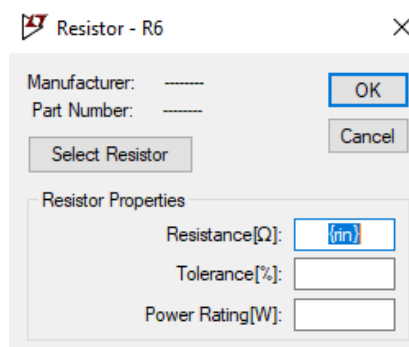 Resistor - R6
Manufacturer: --------
Part Number: --------
OK
Cancel
Select Resistor
Resistor Properties
Resistance[Ω]: {rin}
Tolerance[%]:
Power Rating[W]: